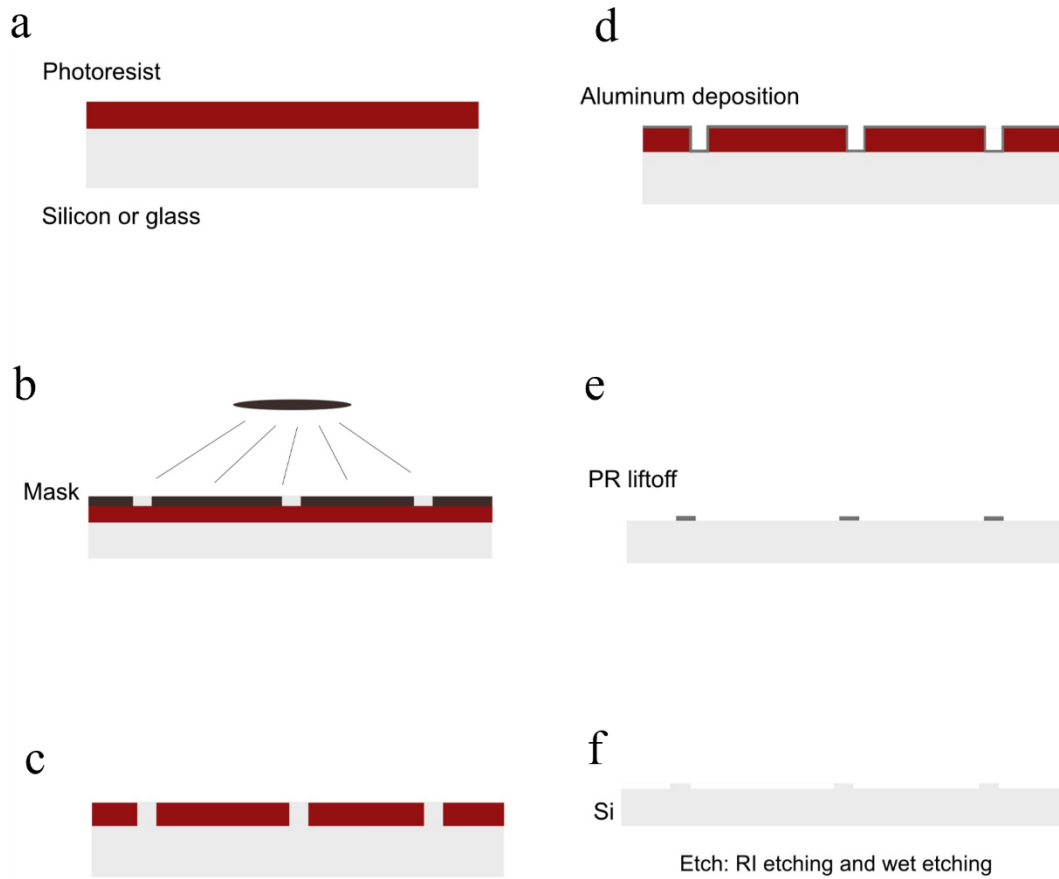 a
Photoresist
Silicon or glass
b
Mask
c
d
Aluminum deposition
e
PR liftoff
f
Si
Etch: RI etching and wet etching